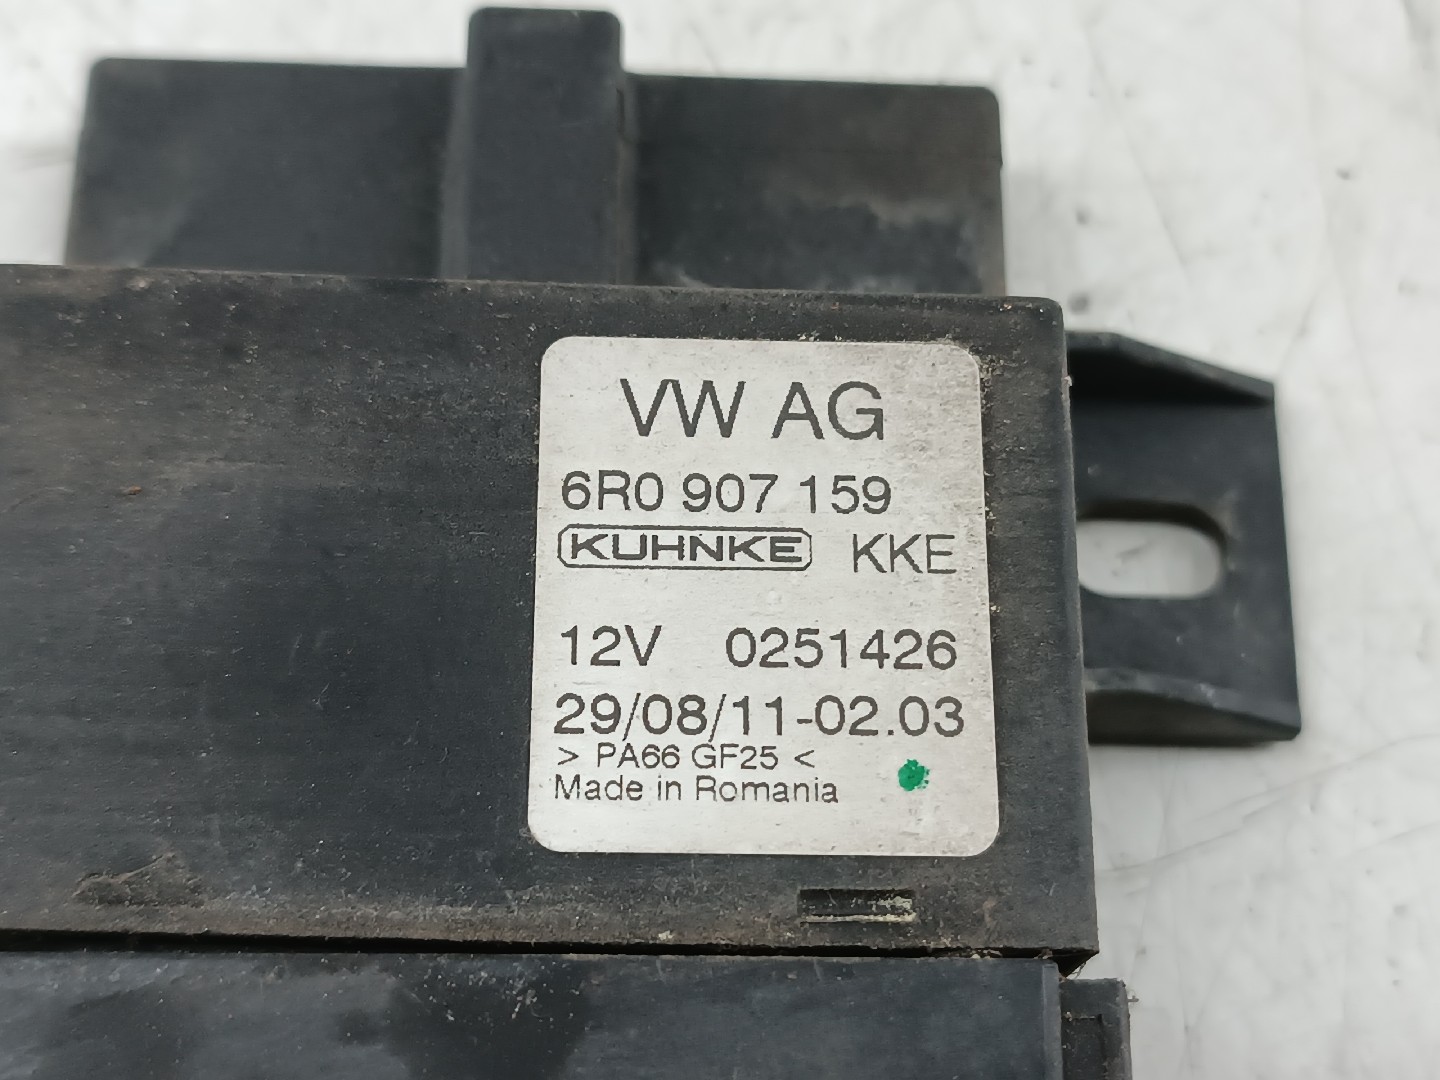 VW AG
6R0 907 159
KUHNKE KKE
12V 0251426
29/08/11-02.03
> PA66 GF25 <
Made in Romania